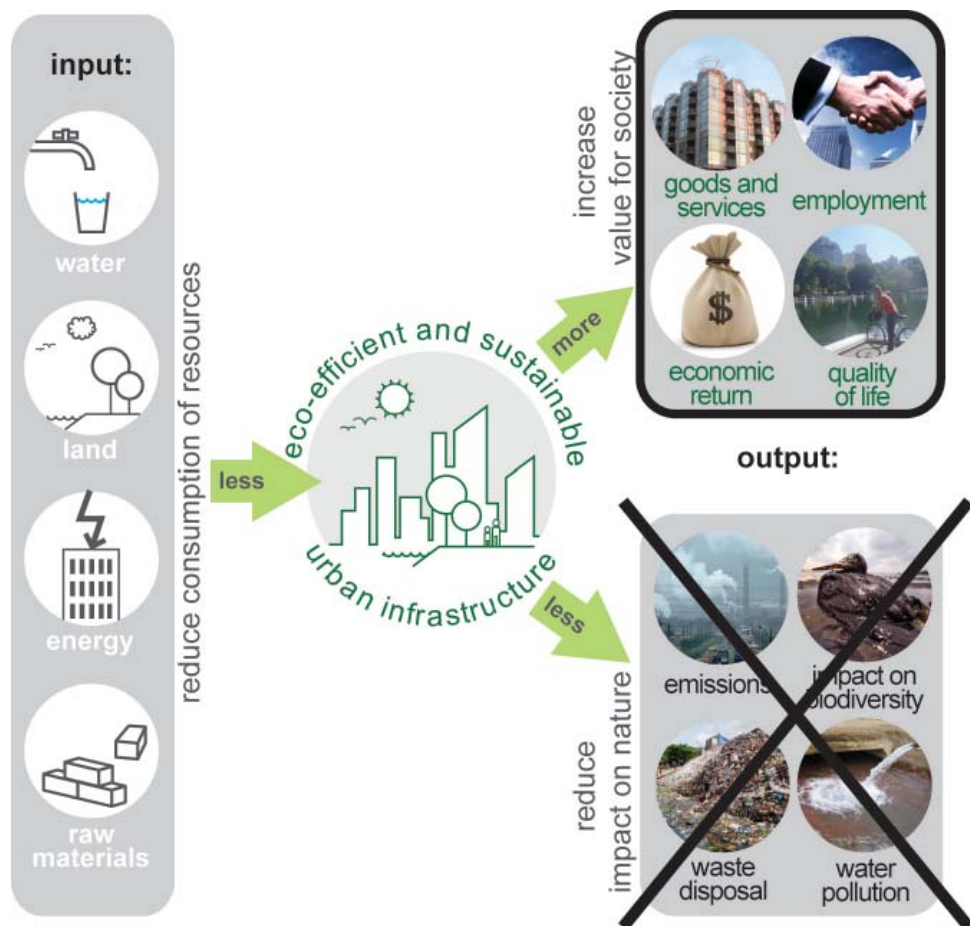 input:
water
land
energy
raw
materials
reduce consumption of resources
less
eco-efficient and sustainable
urban infrastructure
more
less
increase
value for society
goods and
services
employment
$
economic
return
quality
of life
output:
reduce
impact on nature
emissions
impact on
biodiversity
waste
disposal
water
pollution